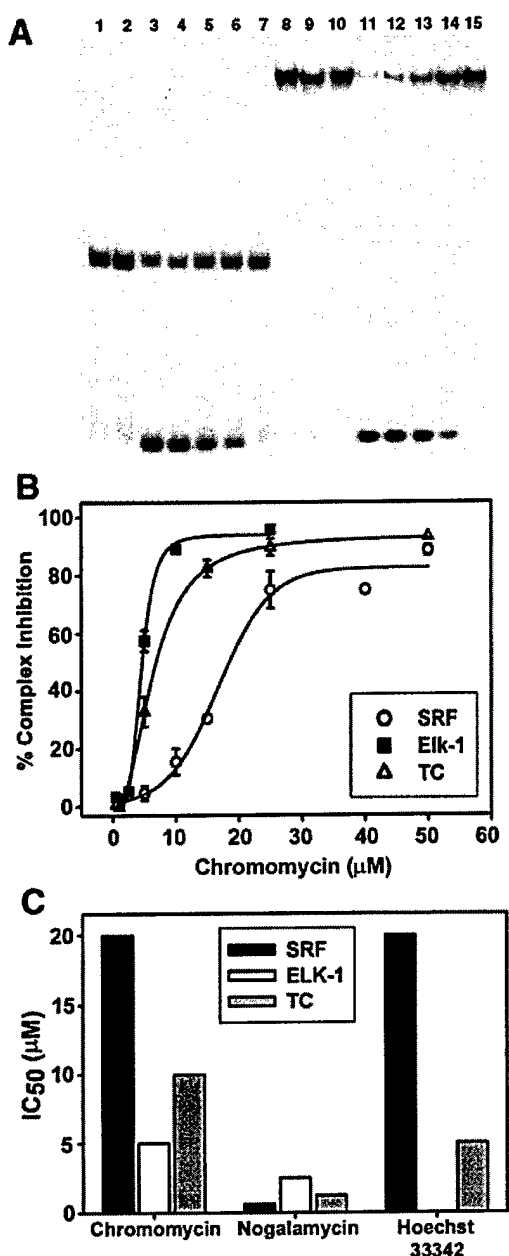 A
1 2 3 4 5 6 7 8 9 10 11 12 13 14 15
B
100
80
60
40
20
0
% Complex Inhibition
SRF
Elk-1
TC
0 10 20 30 40 50 60
Chromomycin (μM)
C
20
15
10
5
0
IC50 (μM)
SRF
ELK-1
TC
Chromomycin Nogalamycin Hoechst
33342